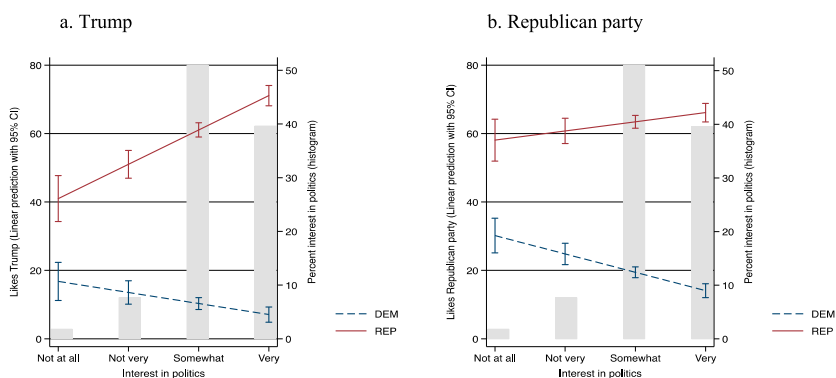 a. Trump
Likes Trump (Linear prediction with 95% CI)
80
60
40
20
0
50
40
30
20
10
0
Percent interest in politics (histogram)
Not at all Not very Somewhat Very
Interest in politics
DEM
REP
b. Republican party
Likes Republican party (Linear prediction with 95% CI)
80
60
40
20
0
50
40
30
20
10
0
Percent interest in politics (histogram)
Not at all Not very Somewhat Very
Interest in politics
DEM
REP